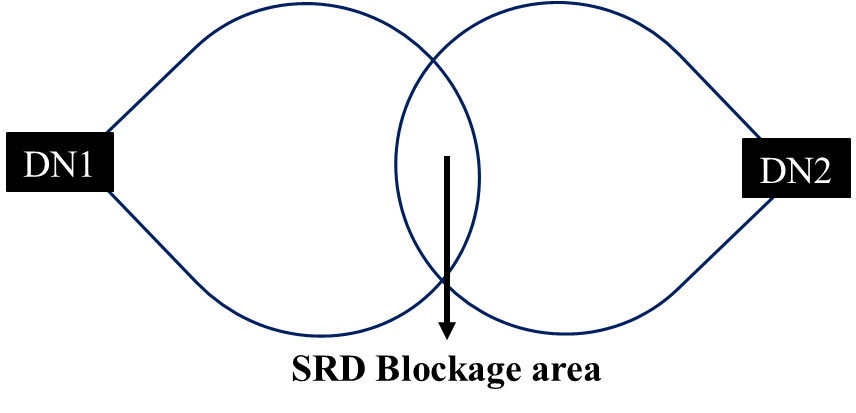 DN1
DN2
SRD Blockage area